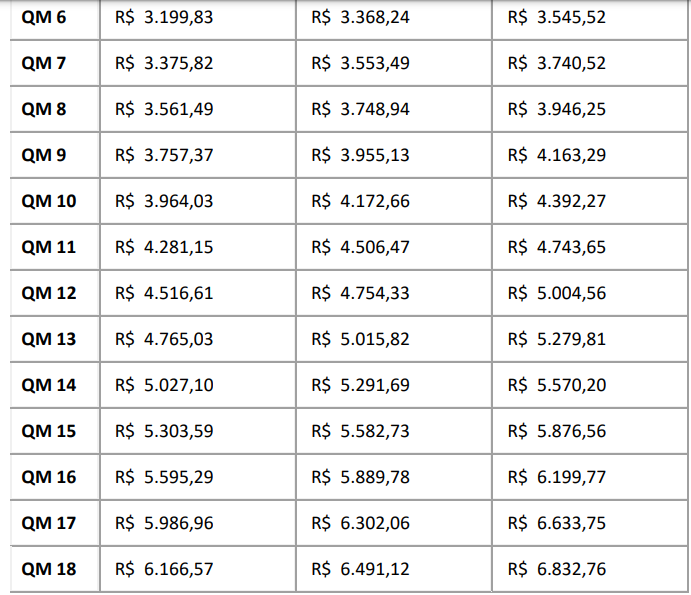 QM 6 R$ 3.199,83 R$ 3.368,24 R$ 3.545,52
QM 7 R$ 3.375,82 R$ 3.553,49 R$ 3.740,52
QM 8 R$ 3.561,49 R$ 3.748,94 R$ 3.946,25
QM 9 R$ 3.757,37 R$ 3.955,13 R$ 4.163,29
QM 10 R$ 3.964,03 R$ 4.172,66 R$ 4.392,27
QM 11 R$ 4.281,15 R$ 4.506,47 R$ 4.743,65
QM 12 R$ 4.516,61 R$ 4.754,33 R$ 5.004,56
QM 13 R$ 4.765,03 R$ 5.015,82 R$ 5.279,81
QM 14 R$ 5.027,10 R$ 5.291,69 R$ 5.570,20
QM 15 R$ 5.303,59 R$ 5.582,73 R$ 5.876,56
QM 16 R$ 5.595,29 R$ 5.889,78 R$ 6.199,77
QM 17 R$ 5.986,96 R$ 6.302,06 R$ 6.633,75
QM 18 R$ 6.166,57 R$ 6.491,12 R$ 6.832,76